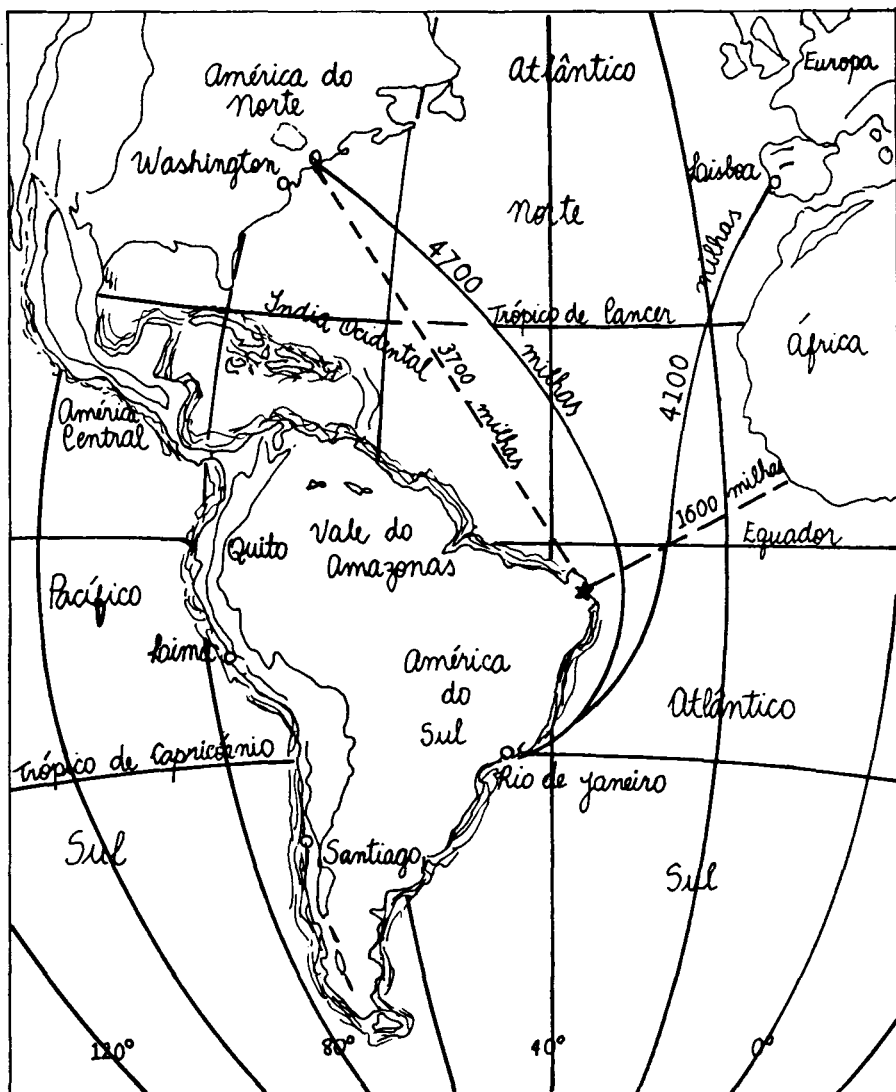 América do
Norte
Atlântico
Europa
Washington
Lisboa
Norte
milhas
4700
milhas
India Ocidental
Trópico de Cancer
3700 milhas
África
4100
América
Central
1600 milhas
Equador
Quito
Vale do
Amazonas
Pacífico
Lima
América
do
Sul
Atlântico
Trópico de Capricórnio
Rio de Janeiro
Sul
Santiago
Sul
120°
80°
40°
0°